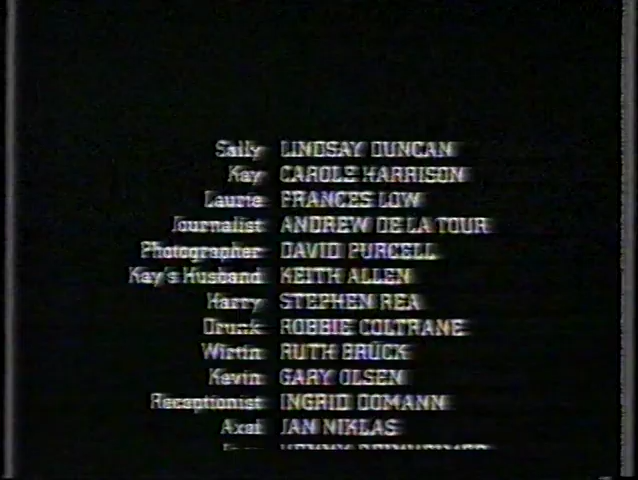 Sally LINDSAY DUNCAN
Kay CAROLE HARRISON
Laurie FRANCES LOW
Journalist ANDREW DE LA TOUR
Photographer DAVID PURCELL
Kay's Husband KEITH ALLEN
Harry STEPHEN REA
Drunk ROBBIE COLTRANE
Wirtin RUTH BRÜCK
Kevin GARY OLSEN
Receptionist INGRID DOMANN
Axel JAN NIKLAS